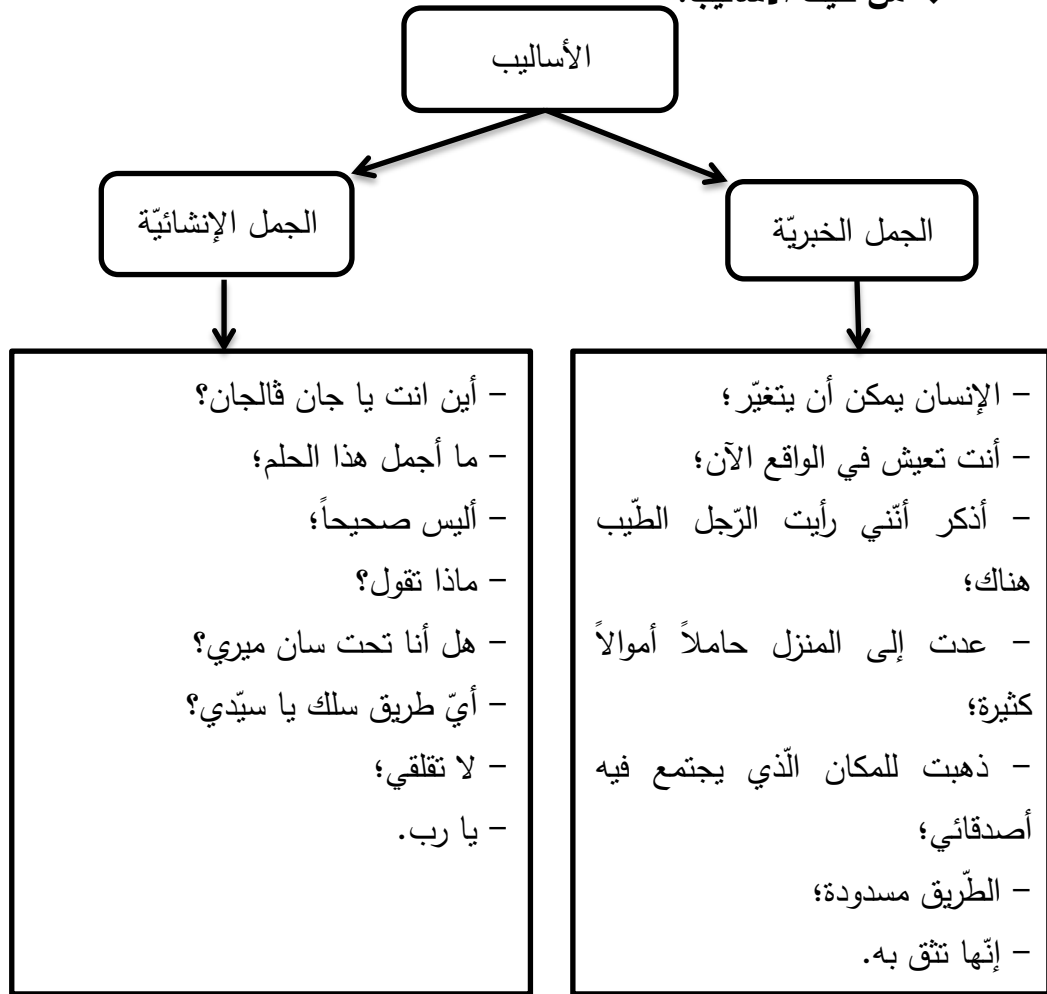 الأساليب
الجمل الخبريّة
الجمل الإنشائيّة
– الإنسان يمكن أن يتغيّر؛
– أنت تعيش في الواقع الآن؛
– أذكر أنّني رأيت الرّجل الطّيب
هناك؛
– عدت إلى المنزل حاملاً أموالاً
كثيرة؛
– ذهبت للمكان الّذي يجتمع فيه
أصدقائي؛
– الطّريق مسدودة؛
– إنّها تثق به.
– أين انت يا جان ڤالجان؟
– ما أجمل هذا الحلم؛
– أليس صحيحاً؛
– ماذا تقول؟
– هل أنا تحت سان ميري؟
– أيّ طريق سلك يا سيّدي؟
– لا تقلقي؛
– يا رب.